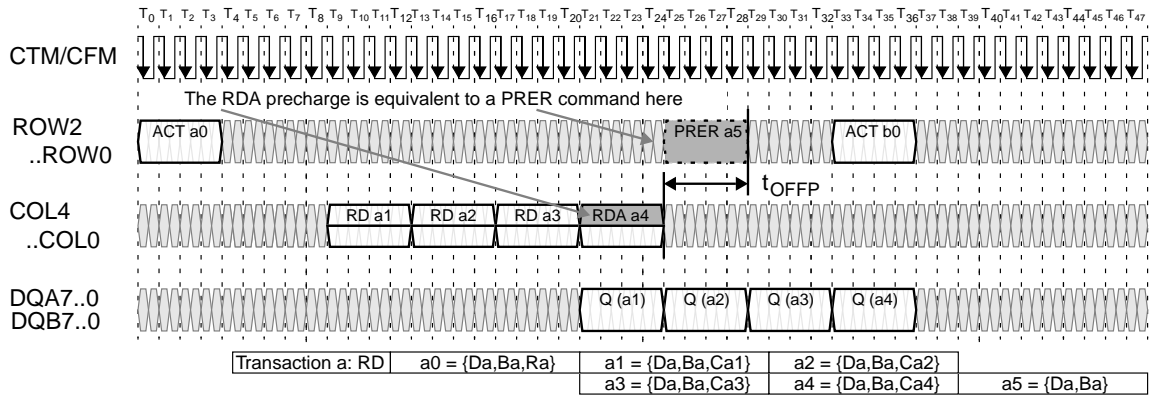 T0 T1 T2 T3 T4 T5 T6 T7 T8 T9 T10 T11 T12 T13 T14 T15 T16 T17 T18 T19 T20 T21 T22 T23 T24 T25 T26 T27 T28 T29 T30 T31 T32 T33 T34 T35 T36 T37 T38 T39 T40 T41 T42 T43 T44 T45 T46 T47
CTM/CFM
The RDA precharge is equivalent to a PRER command here
ROW2
..ROW0
ACT a0 PRER a5 ACT b0
tOFFP
COL4
..COL0
RD a1 RD a2 RD a3 RDA a4
DQA7..0
DQB7..0
Q (a1) Q (a2) Q (a3) Q (a4)
Transaction a: RD a0 = {Da,Ba,Ra} a1 = {Da,Ba,Ca1} a2 = {Da,Ba,Ca2}
a3 = {Da,Ba,Ca3} a4 = {Da,Ba,Ca4} a5 = {Da,Ba}